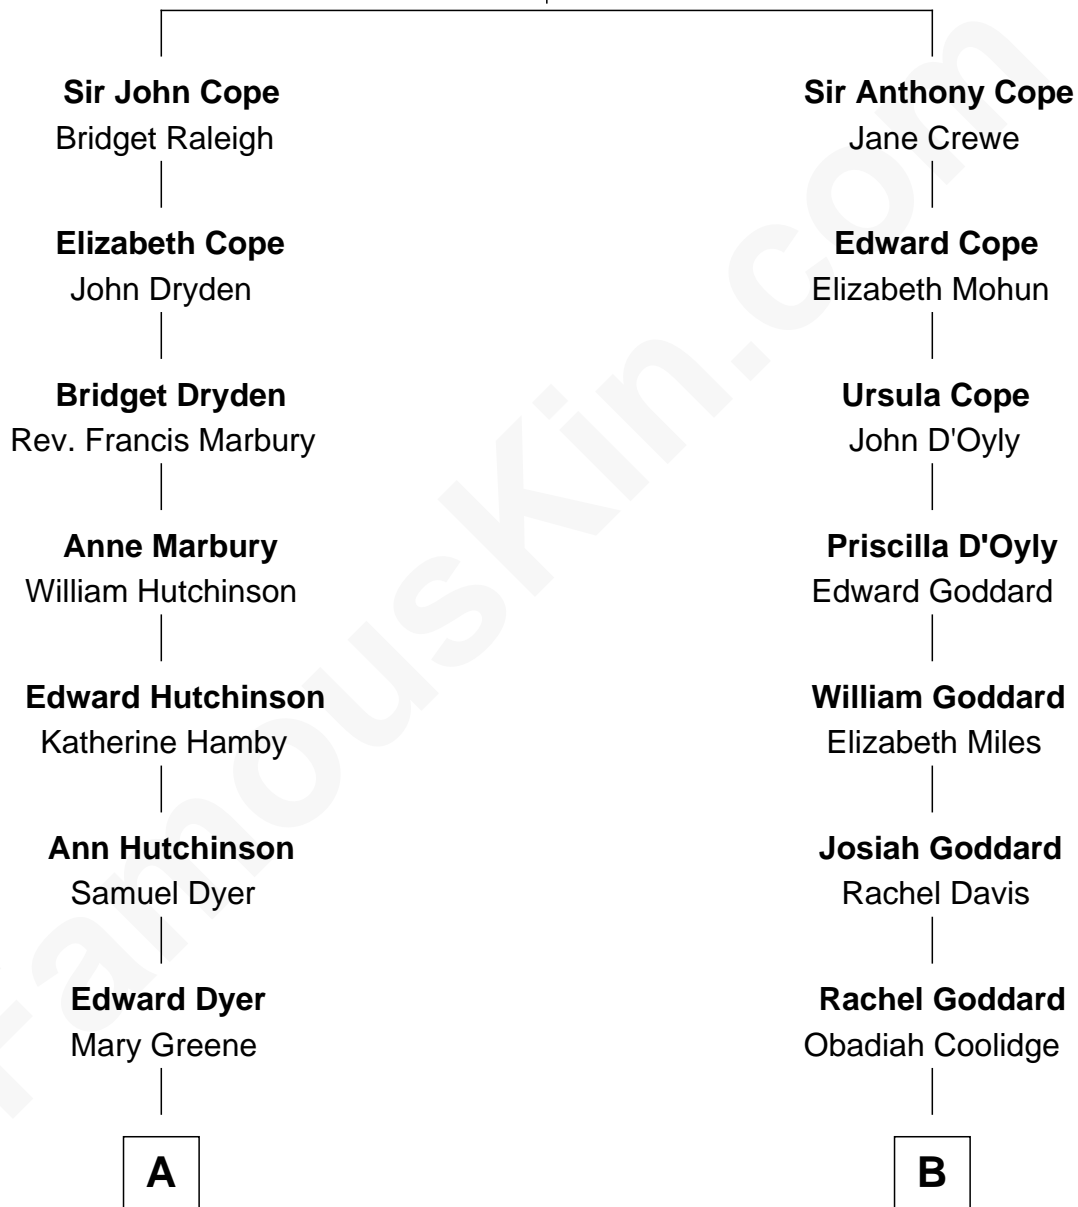 Sir John Cope
Bridget Raleigh
Elizabeth Cope
John Dryden
Bridget Dryden
Rev. Francis Marbury
Anne Marbury
William Hutchinson
Edward Hutchinson
Katherine Hamby
Ann Hutchinson
Samuel Dyer
Edward Dyer
Mary Greene
A
Sir Anthony Cope
Jane Crewe
Edward Cope
Elizabeth Mohun
Ursula Cope
John D'Oyly
Priscilla D'Oyly
Edward Goddard
William Goddard
Elizabeth Miles
Josiah Goddard
Rachel Davis
Rachel Goddard
Obadiah Coolidge
B
FamousKin.com